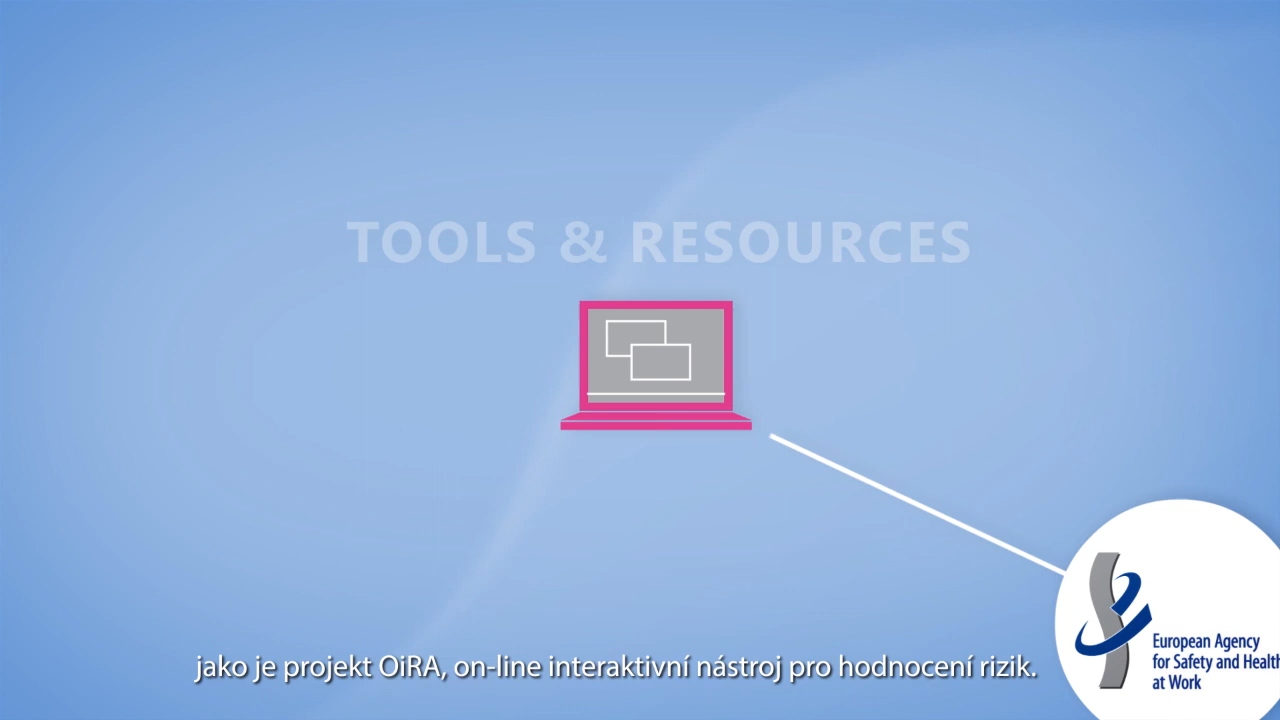 TOOLS & RESOURCES
jako je projekt OiRA, on-line interaktivní nástroj pro hodnocení rizik.
European Agency
for Safety and Health
at Work